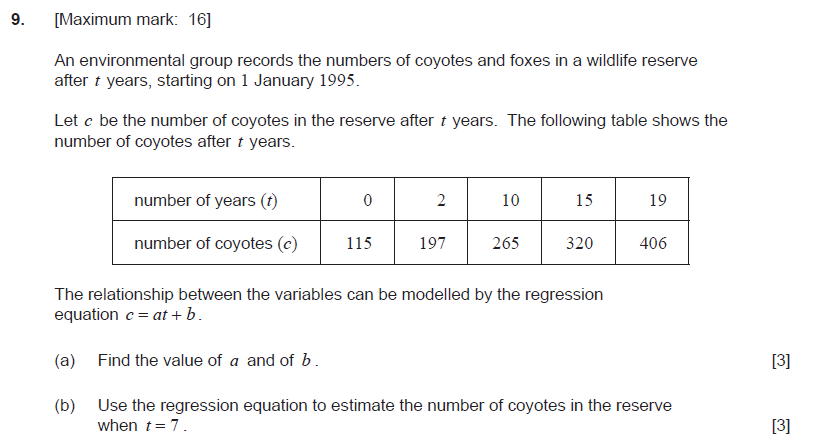 9. [Maximum mark: 16]
An environmental group records the numbers of coyotes and foxes in a wildlife reserve
after t years, starting on 1 January 1995.
Let c be the number of coyotes in the reserve after t years. The following table shows the
number of coyotes after t years.
number of years (t) 0 2 10 15 19
number of coyotes (c) 115 197 265 320 406
The relationship between the variables can be modelled by the regression
equation c = at + b.
(a) Find the value of a and of b. [3]
(b) Use the regression equation to estimate the number of coyotes in the reserve
when t = 7. [3]